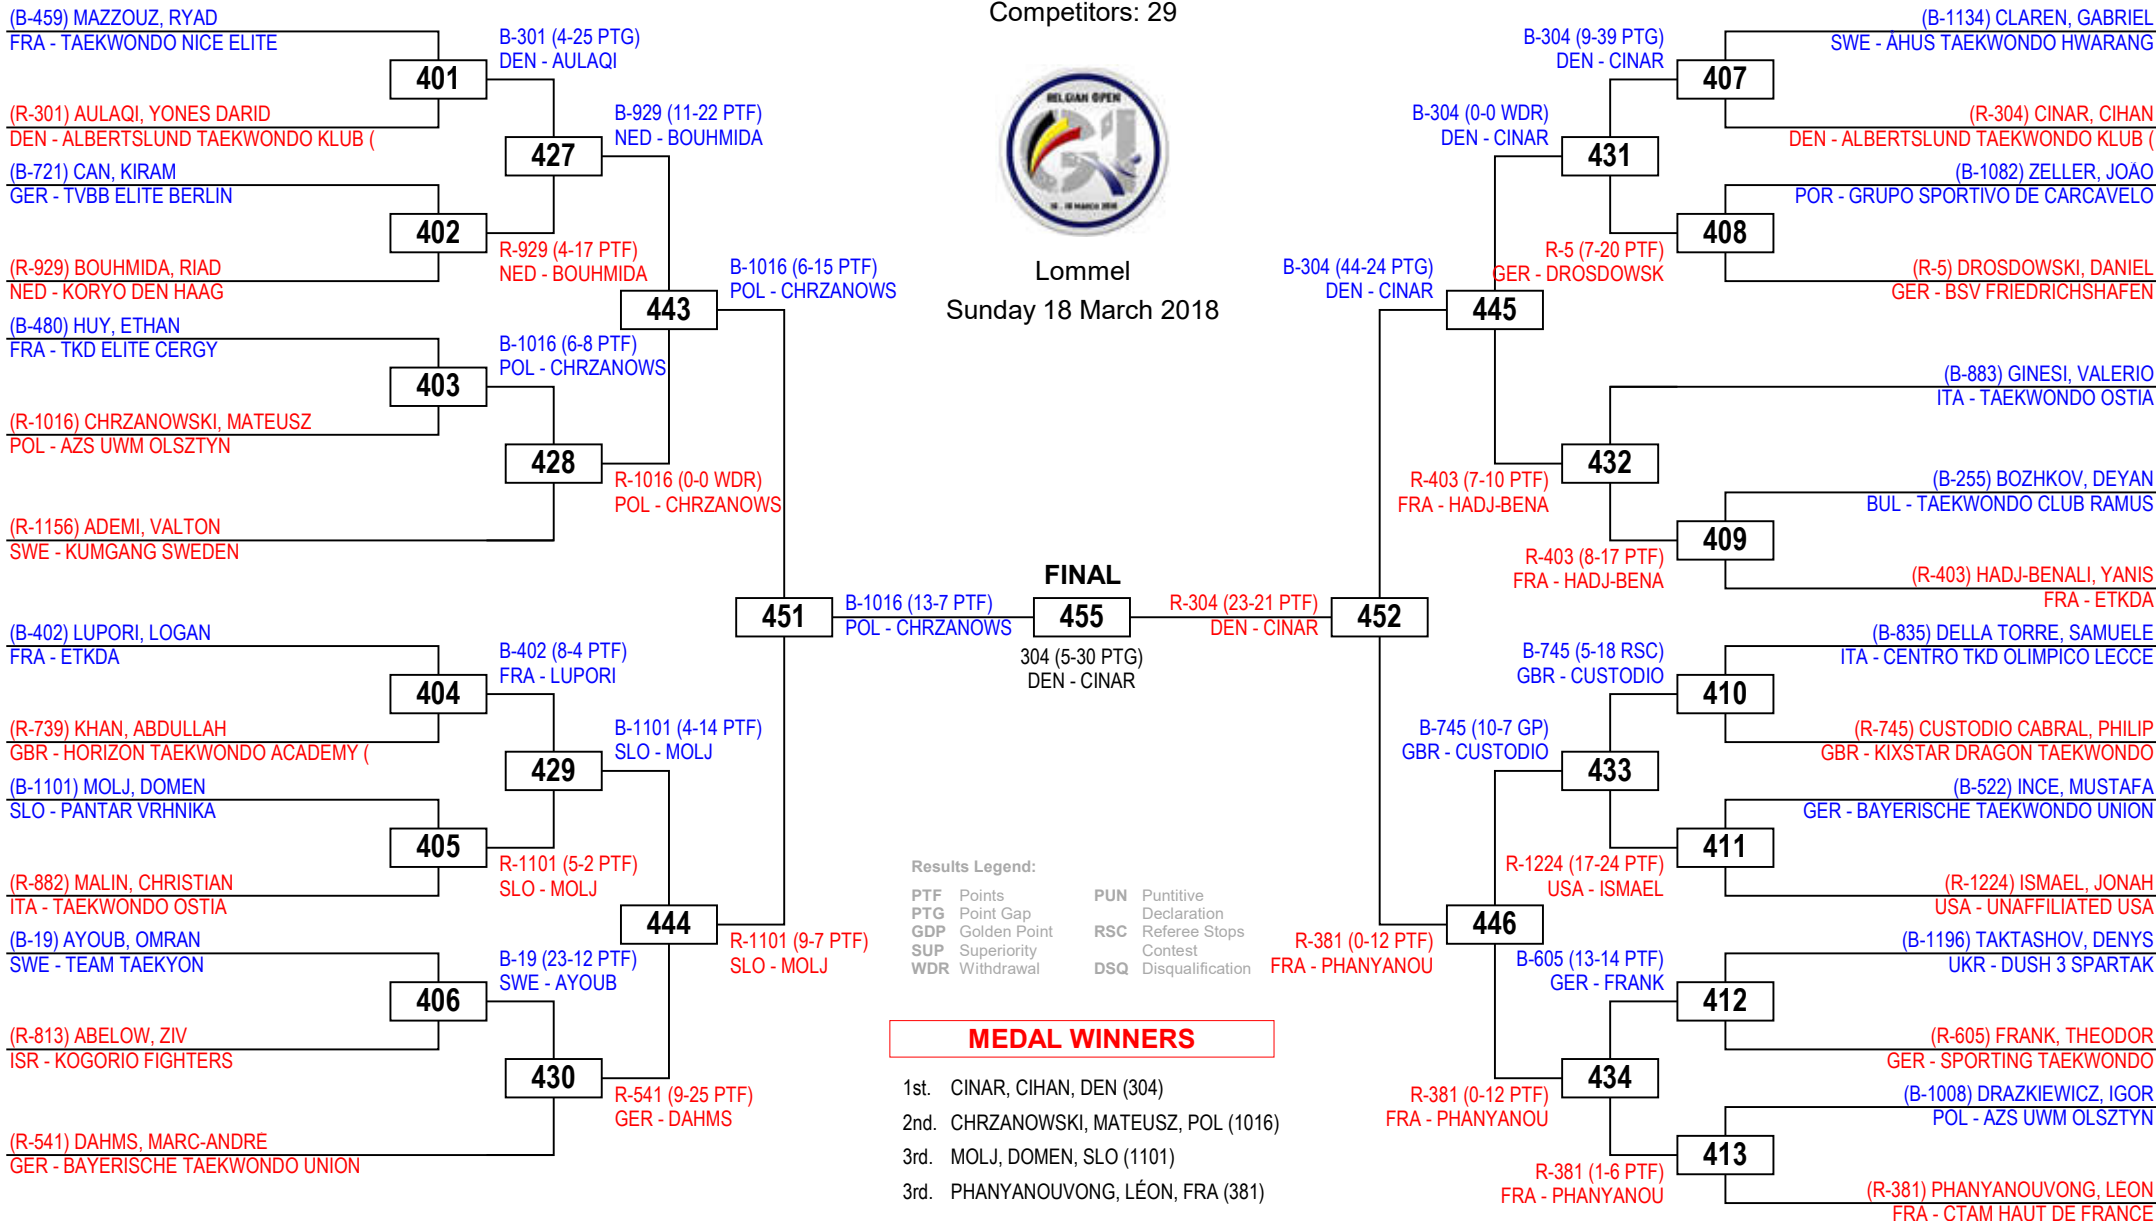 Competitors: 29
BELGIAN OPEN
Lommel
Sunday 18 March 2018
(B-459) MAZZOUZ, RYAD
FRA - TAEKWONDO NICE ELITE
401
(R-301) AULAQI, YONES DARID
DEN - ALBERTSLUND TAEKWONDO KLUB (
(B-721) CAN, KIRAM
GER - TVBB ELITE BERLIN
402
(R-929) BOUHMIDA, RIAD
NED - KORYO DEN HAAG
(B-480) HUY, ETHAN
FRA - TKD ELITE CERGY
403
(R-1016) CHRZANOWSKI, MATEUSZ
POL - AZS UWM OLSZTYN
(R-1156) ADEMI, VALTON
SWE - KUMGANG SWEDEN
(B-402) LUPORI, LOGAN
FRA - ETKDA
404
(R-739) KHAN, ABDULLAH
GBR - HORIZON TAEKWONDO ACADEMY (
(B-1101) MOLJ, DOMEN
SLO - PANTAR VRHNIKA
405
(R-882) MALIN, CHRISTIAN
ITA - TAEKWONDO OSTIA
(B-19) AYOUB, OMRAN
SWE - TEAM TAEKYON
406
(R-813) ABELOW, ZIV
ISR - KOGORIO FIGHTERS
(R-541) DAHMS, MARC-ANDRÉ
GER - BAYERISCHE TAEKWONDO UNION
B-301 (4-25 PTG)
DEN - AULAQI
427
R-929 (4-17 PTF)
NED - BOUHMIDA
B-1016 (6-8 PTF)
POL - CHRZANOWS
428
B-402 (8-4 PTF)
FRA - LUPORI
429
R-1101 (5-2 PTF)
SLO - MOLJ
B-19 (23-12 PTF)
SWE - AYOUB
430
B-929 (11-22 PTF)
NED - BOUHMIDA
443
R-1016 (0-0 WDR)
POL - CHRZANOWS
B-1101 (4-14 PTF)
SLO - MOLJ
444
R-541 (9-25 PTF)
GER - DAHMS
B-1016 (6-15 PTF)
POL - CHRZANOWS
451
R-1101 (9-7 PTF)
SLO - MOLJ
B-1016 (13-7 PTF)
POL - CHRZANOWS
FINAL
455
304 (5-30 PTG)
DEN - CINAR
R-304 (23-21 PTF)
DEN - CINAR
B-304 (44-24 PTG)
DEN - CINAR
452
R-381 (0-12 PTF)
FRA - PHANYANOU
B-304 (0-0 WDR)
DEN - CINAR
445
R-403 (7-10 PTF)
FRA - HADJ-BENA
B-745 (10-7 GP)
GBR - CUSTODIO
446
R-381 (0-12 PTF)
FRA - PHANYANOU
B-304 (9-39 PTG)
DEN - CINAR
431
R-5 (7-20 PTF)
GER - DROSDOWSK
432
R-403 (8-17 PTF)
FRA - HADJ-BENA
B-745 (5-18 RSC)
GBR - CUSTODIO
433
R-1224 (17-24 PTF)
USA - ISMAEL
B-605 (13-14 PTF)
GER - FRANK
434
R-381 (1-6 PTF)
FRA - PHANYANOU
(B-1134) CLAREN, GABRIEL
SWE - ÅHUS TAEKWONDO HWARANG
407
(R-304) CINAR, CIHAN
DEN - ALBERTSLUND TAEKWONDO KLUB (
(B-1082) ZELLER, JOÃO
POR - GRUPO SPORTIVO DE CARCAVELO
408
(R-5) DROSDOWSKI, DANIEL
GER - BSV FRIEDRICHSHAFEN
(B-883) GINESI, VALERIO
ITA - TAEKWONDO OSTIA
(B-255) BOZHKOV, DEYAN
BUL - TAEKWONDO CLUB RAMUS
409
(R-403) HADJ-BENALI, YANIS
FRA - ETKDA
(B-835) DELLA TORRE, SAMUELE
ITA - CENTRO TKD OLIMPICO LECCE
410
(R-745) CUSTODIO CABRAL, PHILIP
GBR - KIXSTAR DRAGON TAEKWONDO
(B-522) INCE, MUSTAFA
GER - BAYERISCHE TAEKWONDO UNION
411
(R-1224) ISMAEL, JONAH
USA - UNAFFILIATED USA
(B-1196) TAKTASHOV, DENYS
UKR - DUSH 3 SPARTAK
412
(R-605) FRANK, THEODOR
GER - SPORTING TAEKWONDO
(B-1008) DRAZKIEWICZ, IGOR
POL - AZS UWM OLSZTYN
413
(R-381) PHANYANOUVONG, LÉON
FRA - CTAM HAUT DE FRANCE
Results Legend:
PTF Points
PTG Point Gap
GDP Golden Point
SUP Superiority
WDR Withdrawal
PUN Puntitive
Declaration
RSC Referee Stops
Contest
DSQ Disqualification
MEDAL WINNERS
1st. CINAR, CIHAN, DEN (304)
2nd. CHRZANOWSKI, MATEUSZ, POL (1016)
3rd. MOLJ, DOMEN, SLO (1101)
3rd. PHANYANOUVONG, LÉON, FRA (381)